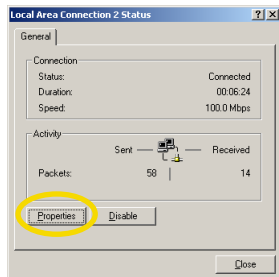 Local Area Connection 2 Status
General
Connection
Status: Connected
Duration: 00:06:24
Speed: 100.0 Mbps
Activity
Sent Received
Packets: 58 14
Properties Disable
Close